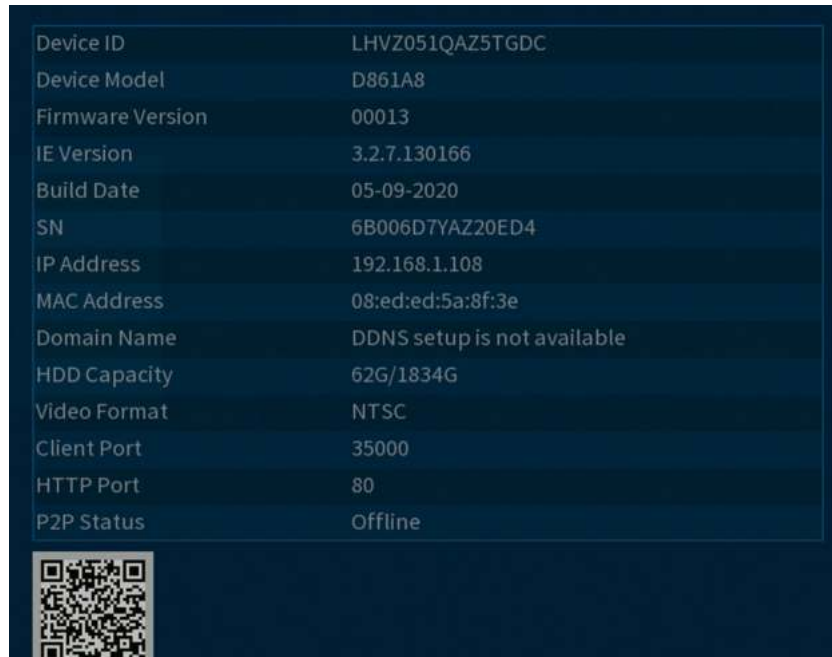 Device ID LHVZ051QAZ5TGDC
Device Model D861A8
Firmware Version 00013
IE Version 3.2.7.130166
Build Date 05-09-2020
SN 6B006D7YAZ20ED4
IP Address 192.168.1.108
MAC Address 08:ed:ed:5a:8f:3e
Domain Name DDNS setup is not available
HDD Capacity 62G/1834G
Video Format NTSC
Client Port 35000
HTTP Port 80
P2P Status Offline